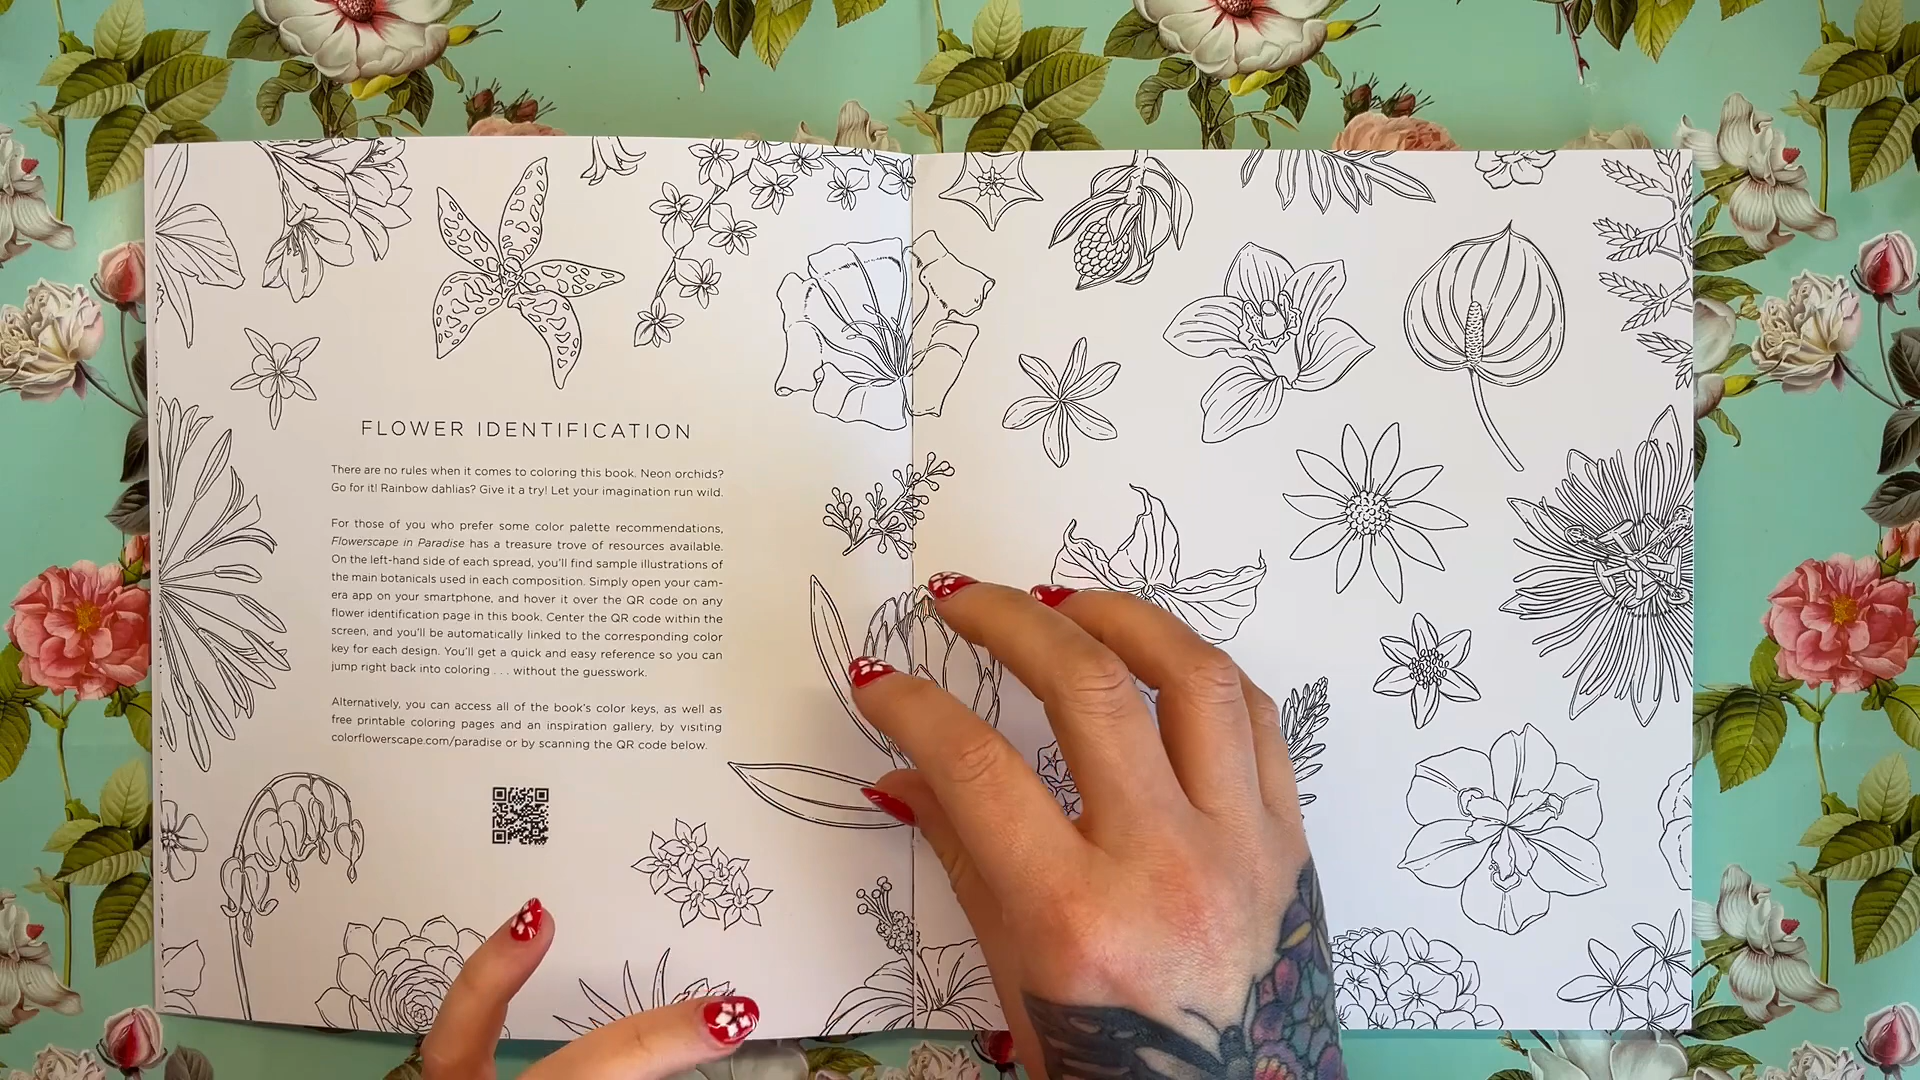 FLOWER IDENTIFICATION
There are no rules when it comes to coloring this book. Neon orchids?
Go for it! Rainbow dahlias? Give it a try! Let your imagination run wild.
For those of you who prefer some color palette recommendations,
Flowerscape in Paradise has a treasure trove of resources available.
On the left-hand side of each spread, you'll find sample illustrations of
the main botanicals used in each composition. Simply open your cam-
era app on your smartphone, and hover it over the QR code on any
flower identification page in this book. Center the QR code within the
screen, and you'll be automatically linked to the corresponding color
key for each design. You'll get a quick and easy reference so you can
jump right back into coloring . . . without the guesswork.
Alternatively, you can access all of the book's color keys, as well as
free printable coloring pages and an inspiration gallery, by visiting
colorflowerscape.com/paradise or by scanning the QR code below.